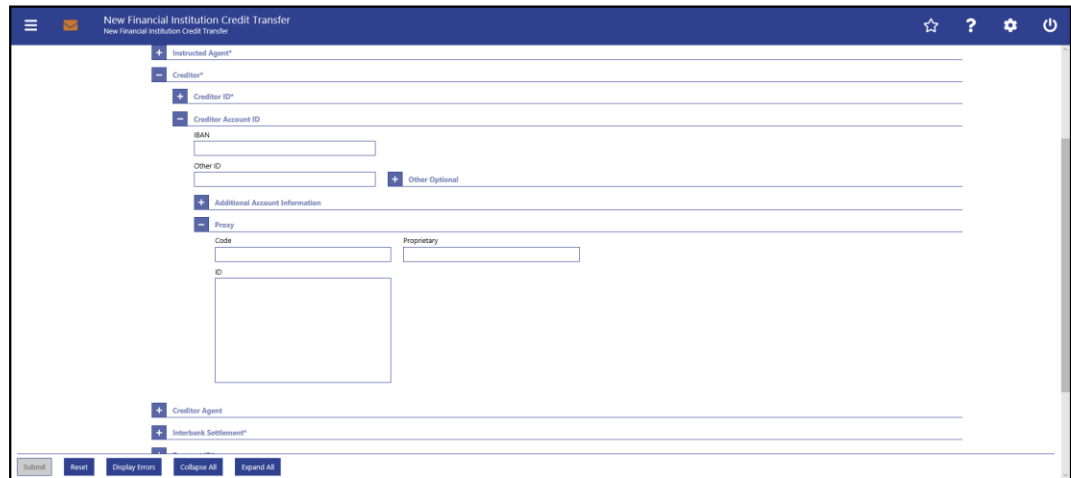 New Financial Institution Credit Transfer
New Financial Institution Credit Transfer
Instructed Agent*
Creditor*
Creditor ID*
Creditor Account ID
IBAN
Other ID
Other Optional
Additional Account Information
Proxy
Code Proprietary
ID
Creditor Agent
Interbank Settlement*
Submit Reset Display Errors Collapse All Expand All